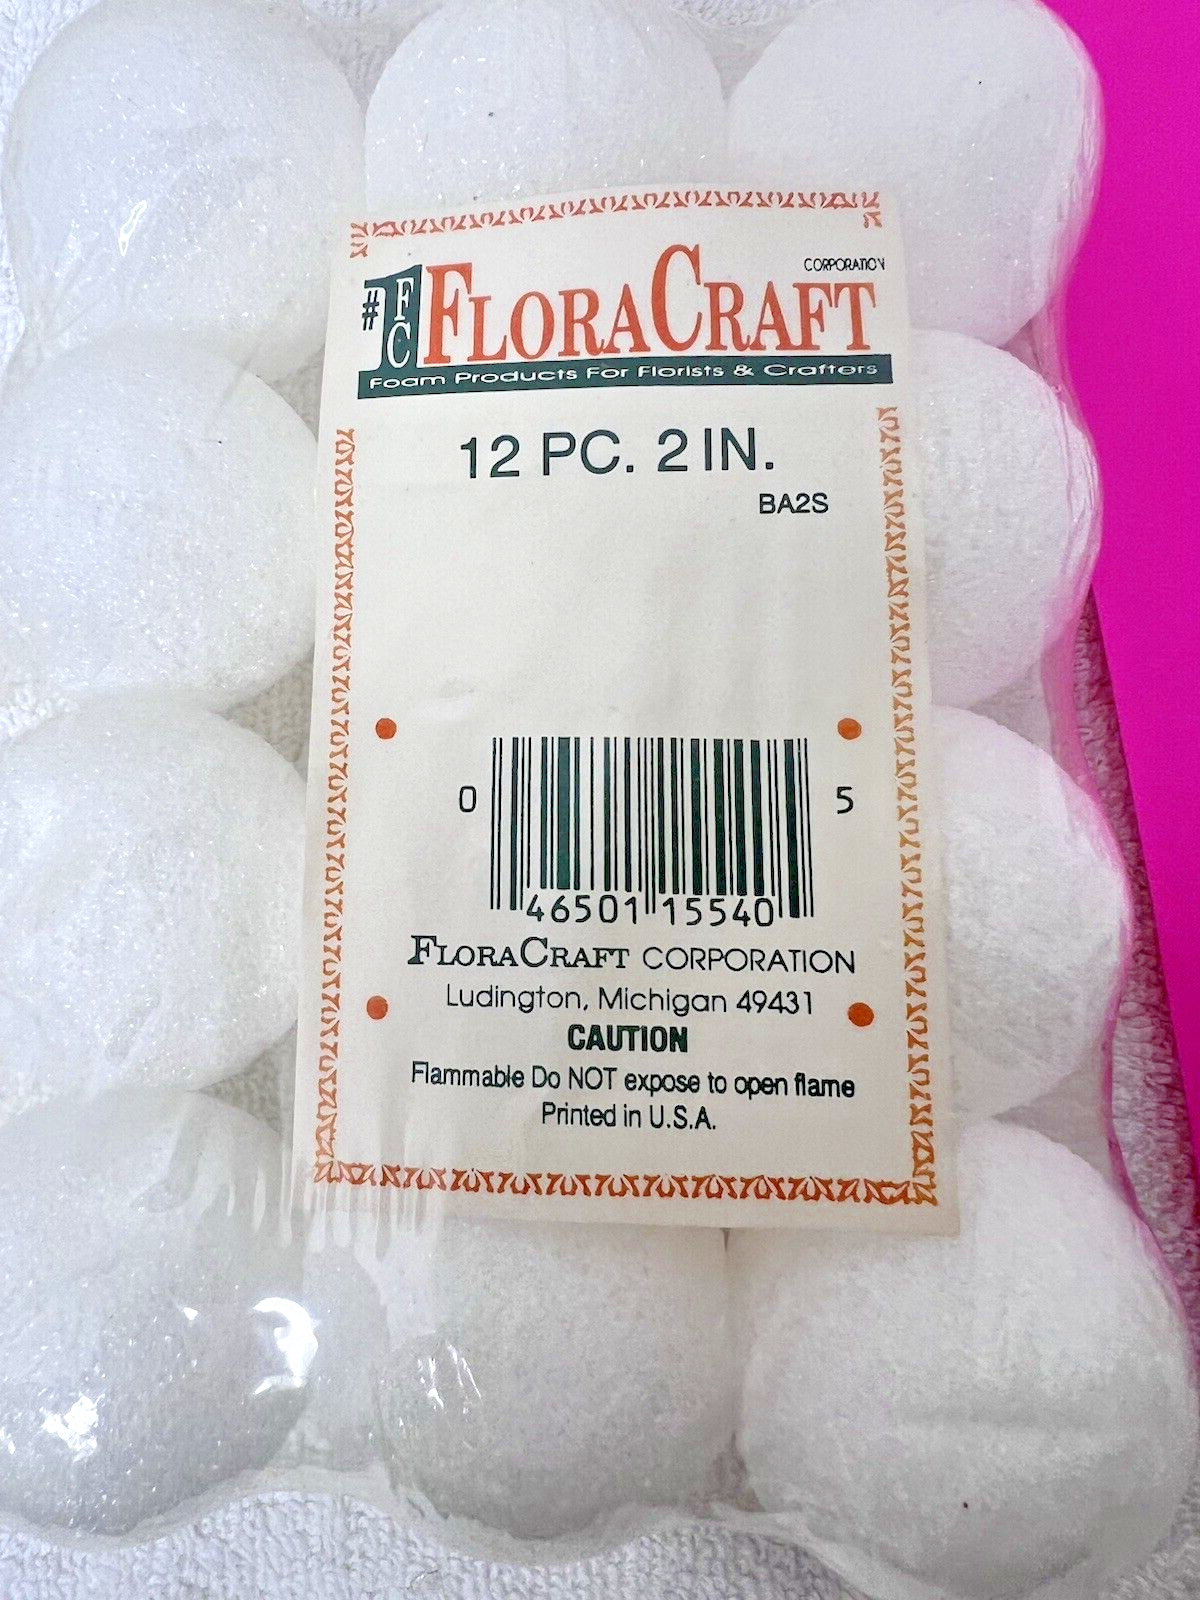 CORPORATION
#1 FC FLORACRAFT
Foam Products For Florists & Crafters
12 PC. 2 IN.
BA2S
0 46501 15540 5
FLORACRAFT CORPORATION
Ludington, Michigan 49431
CAUTION
Flammable Do NOT expose to open flame
Printed in U.S.A.